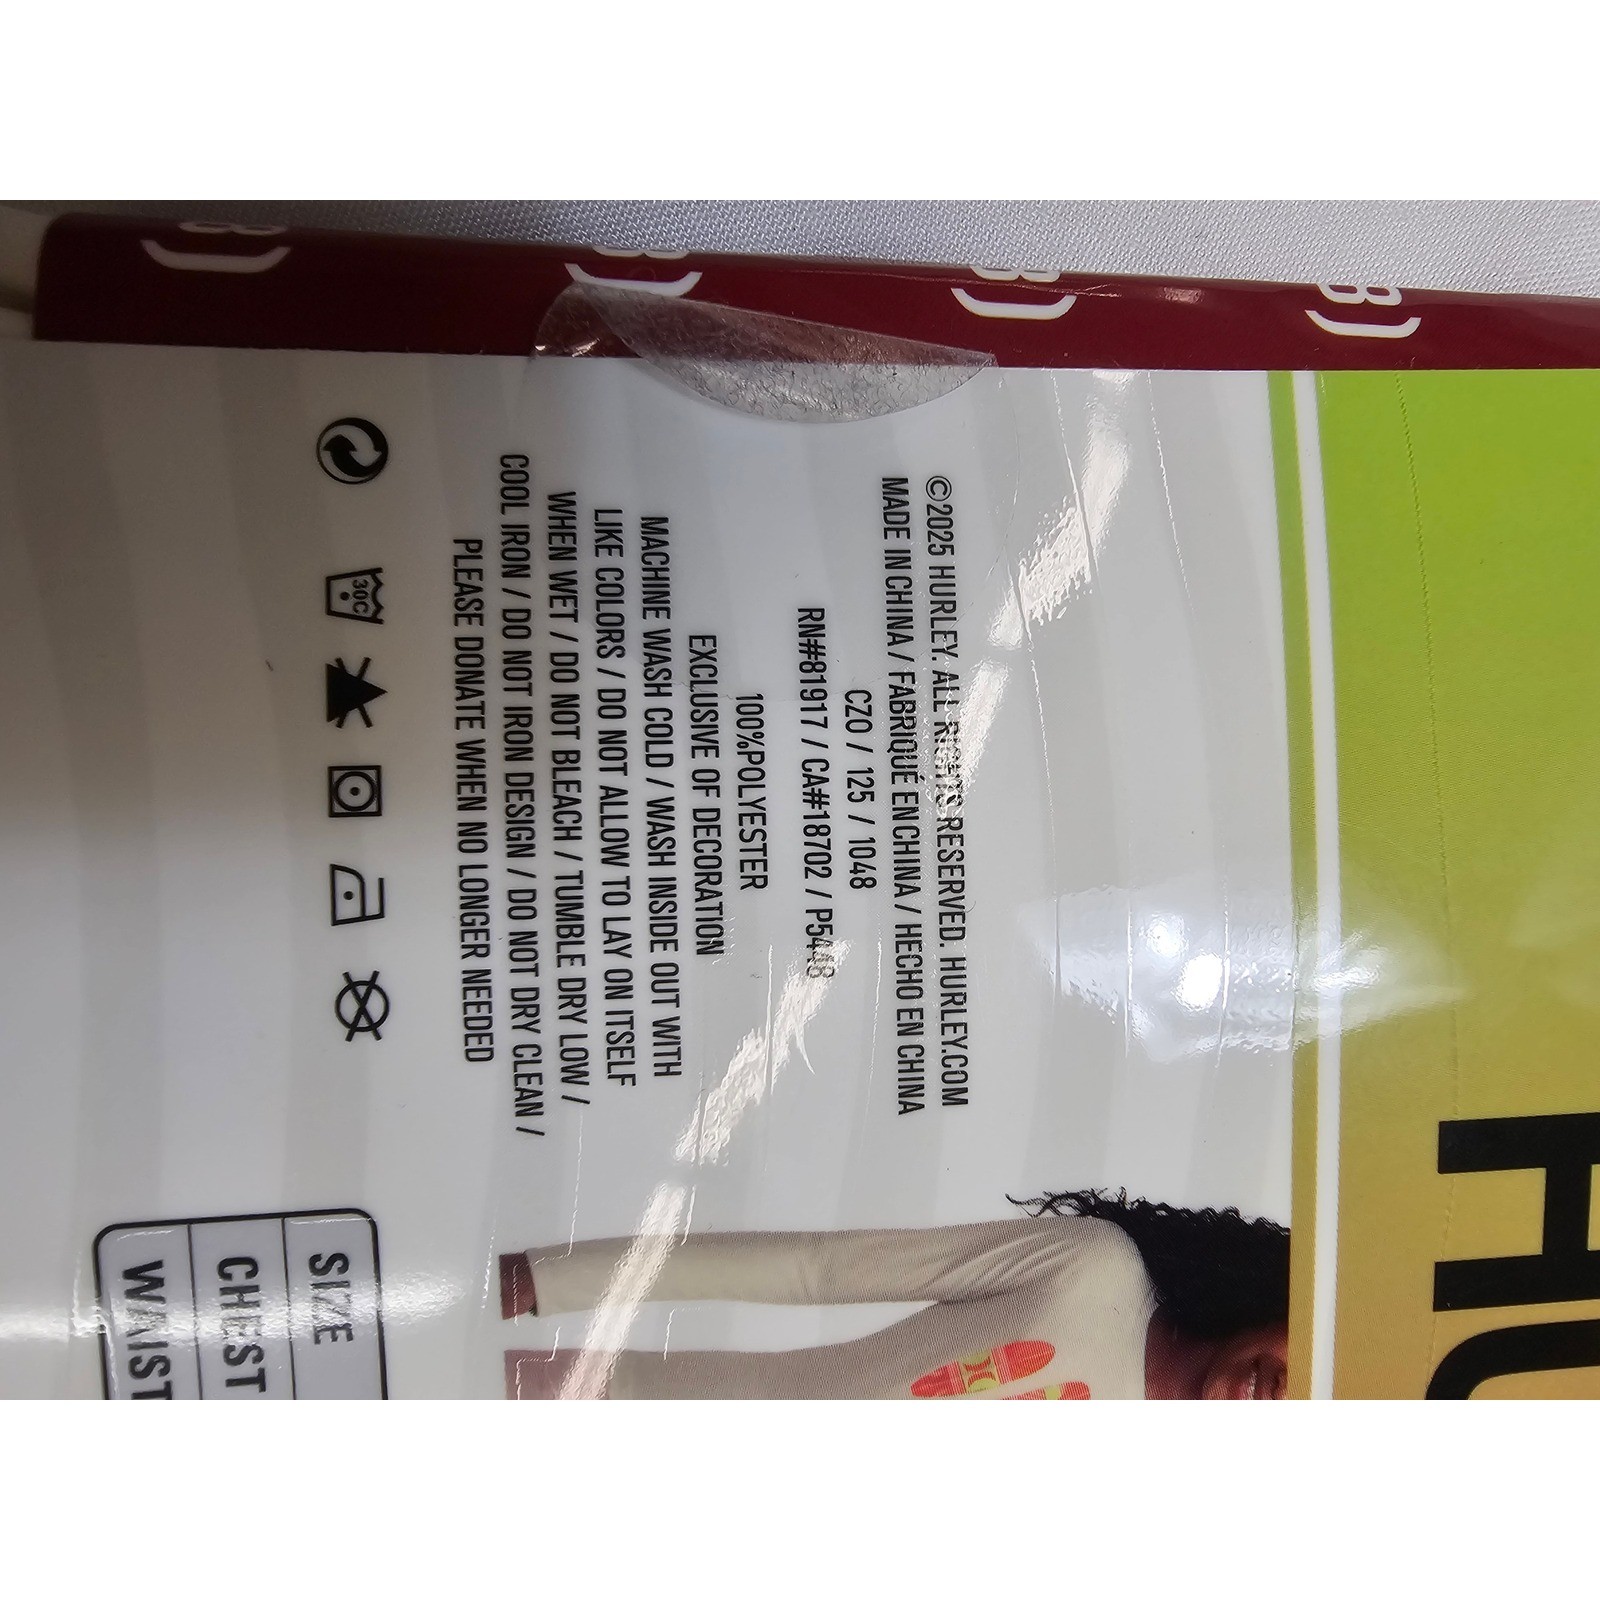 ©2025 HURLEY. ALL RIGHTS RESERVED. HURLEY.COM
MADE IN CHINA / FABRIQUÉ EN CHINA / HECHO EN CHINA
CZO / 125 / 1048
RN#81917 / CA#18702 / P5448
100%POLYESTER
EXCLUSIVE OF DECORATION
MACHINE WASH COLD / WASH INSIDE OUT WITH
LIKE COLORS / DO NOT ALLOW TO LAY ON ITSELF
WHEN WET / DO NOT BLEACH / TUMBLE DRY LOW /
COOL IRON / DO NOT IRON DESIGN / DO NOT DRY CLEAN /
PLEASE DONATE WHEN NO LONGER NEEDED
30C
SIZE
CHEST
WAIST